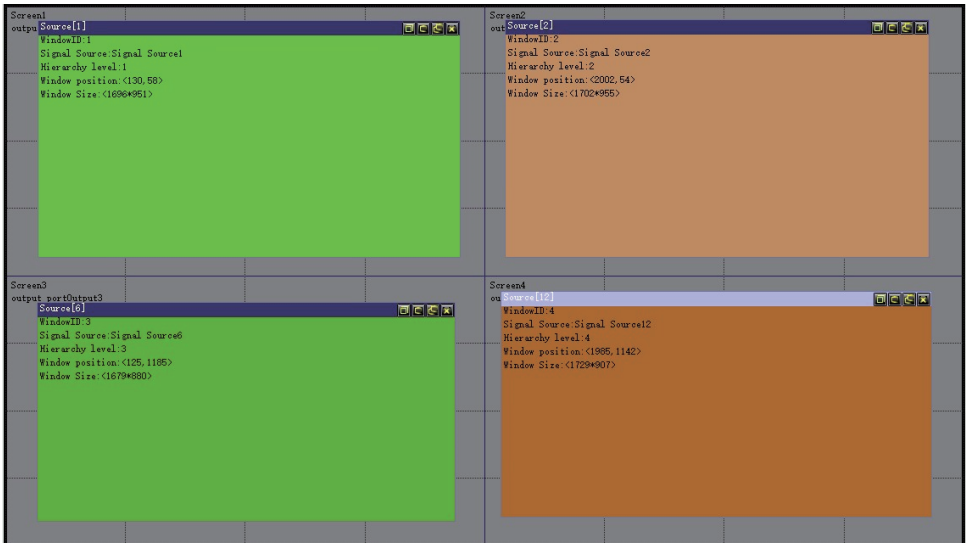 Screen1
outpu
Source[1]
WindowID:1
Signal Source:Signal Source1
Hierarchy level:1
Window position:<130,58>
Window Size:<1696*951>
Screen2
out
Source[2]
WindowID:2
Signal Source:Signal Source2
Hierarchy level:2
Window position:<2002,54>
Window Size:<1702*955>
Screen3
output portOutput3
Source[6]
WindowID:3
Signal Source:Signal Source6
Hierarchy level:3
Window position:<125,1185>
Window Size:<1679*880>
Screen4
ou
Source[12]
WindowID:4
Signal Source:Signal Source12
Hierarchy level:4
Window position:<1985,1142>
Window Size:<1729*907>